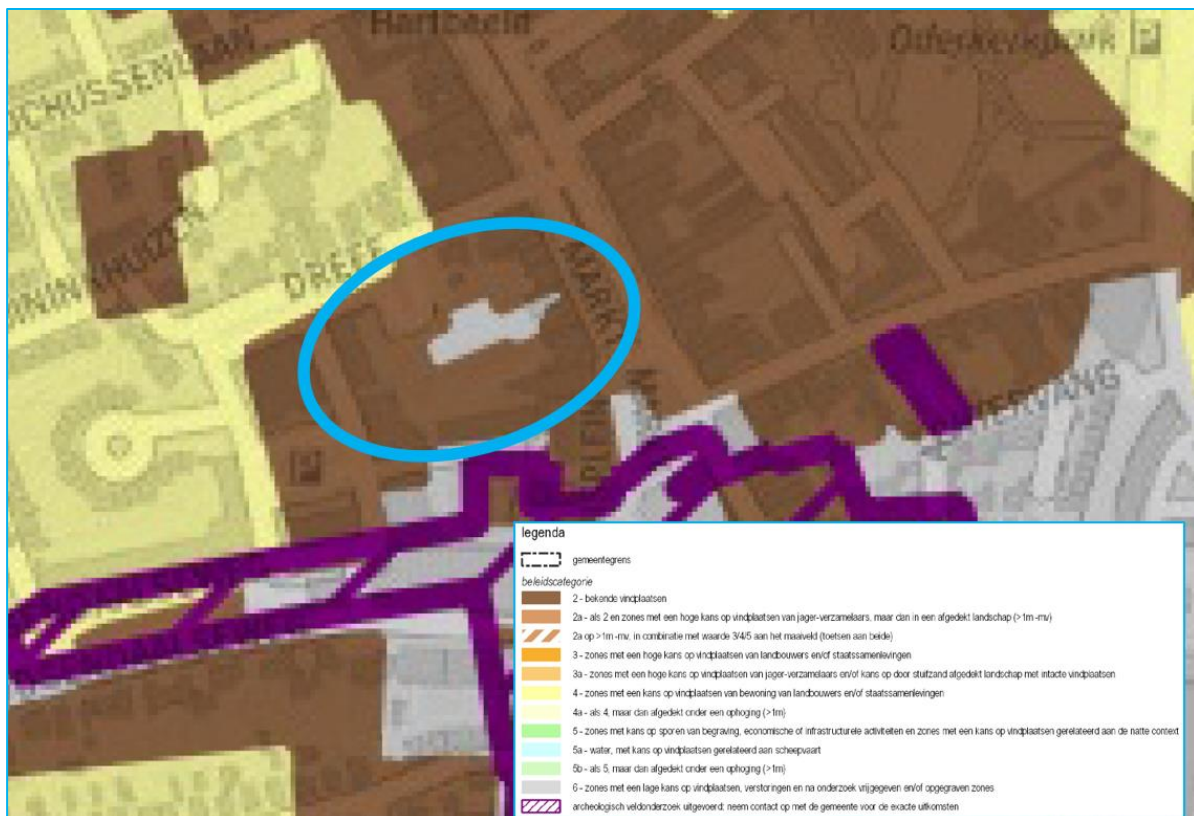 Hartbeeld
Odferkerkpark P
DREEF
MARKT
P
legenda
gemeentegrens
beleidscategorie
2 - bekende vindplaatsen
2a - als 2 en zones met een hoge kans op vindplaatsen van jager-verzamelaars, maar dan in een afgedekt landschap (>1m -mv)
2a op >1m -mv, in combinatie met waarde 3/4/5 aan het maaiveld (toetsen aan beide)
3 - zones met een hoge kans op vindplaatsen van landbouwers en/of staatssamenlevingen
3a - zones met een hoge kans op vindplaatsen van jager-verzamelaars en/of kans op door stuifzand afgedekt landschap met intacte vindplaatsen
4 - zones met een kans op vindplaatsen van bewoning van landbouwers en/of staatssamenlevingen
4a - als 4, maar dan afgedekt onder een ophoging (>1m)
5 - zones met kans op sporen van begraving, economische of infrastructurele activiteiten en zones met een kans op vindplaatsen gerelateerd aan de natte context
5a - water, met kans op vindplaatsen gerelateerd aan scheepvaart
5b - als 5, maar dan afgedekt onder een ophoging (>1m)
6 - zones met een lage kans op vindplaatsen, verstoringen en na onderzoek vrijgegeven en/of opgegraven zones
archeologisch veldonderzoek uitgevoerd: neem contact op met de gemeente voor de exacte uitkomsten